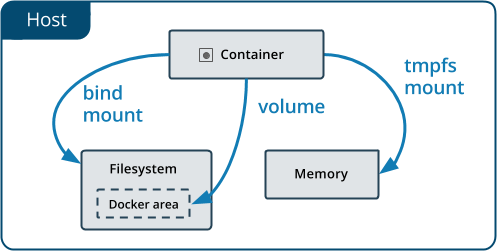 Host
Container
bind
mount
volume
tmpfs
mount
Filesystem
Docker area
Memory